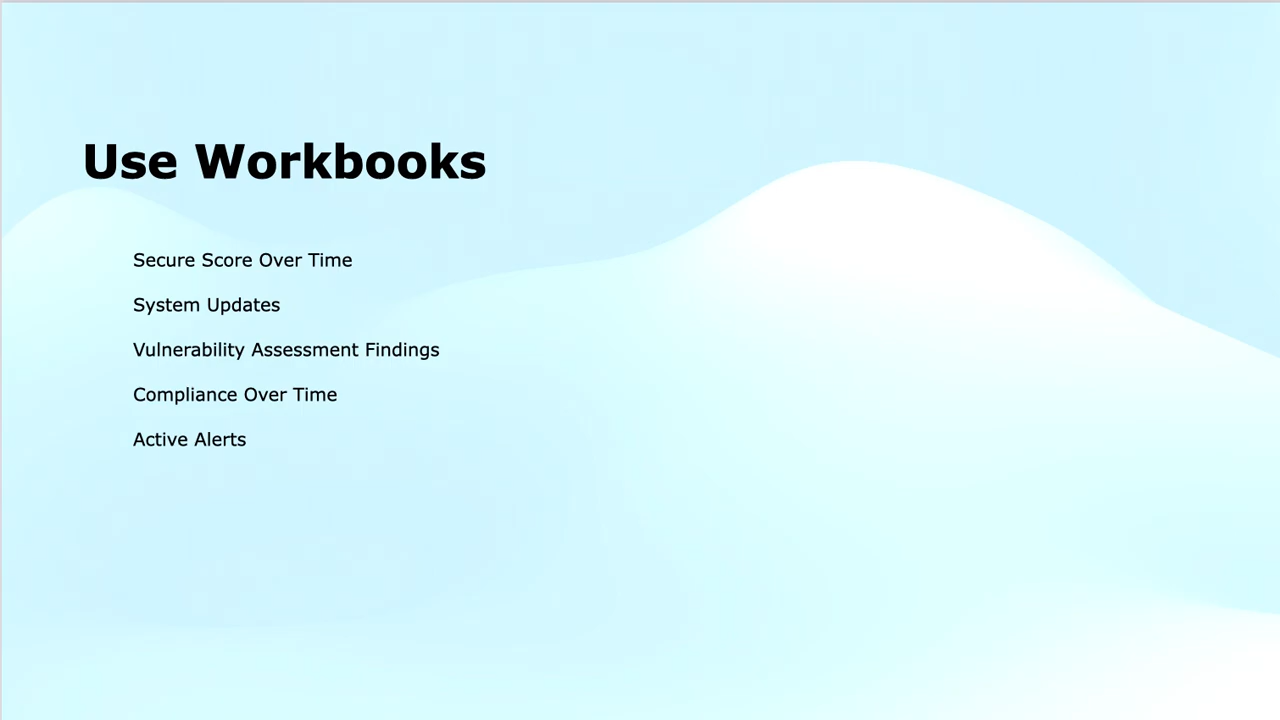 Use Workbooks
Secure Score Over Time
System Updates
Vulnerability Assessment Findings
Compliance Over Time
Active Alerts